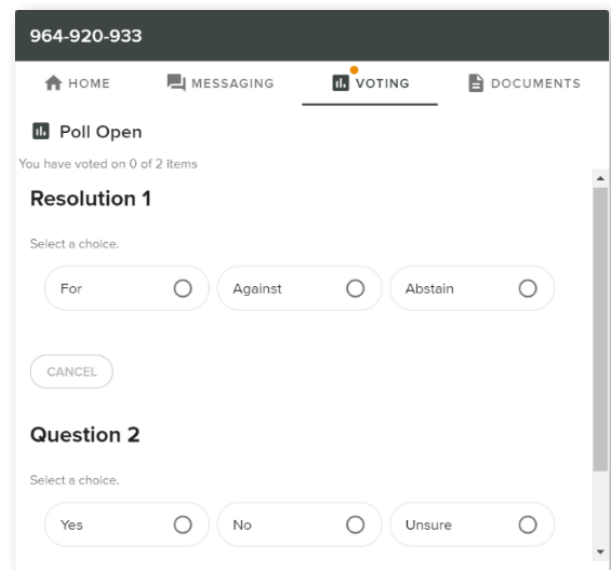 964-920-933
HOME MESSAGING VOTING DOCUMENTS
Poll Open
You have voted on 0 of 2 items
Resolution 1
Select a choice.
For Against Abstain
CANCEL
Question 2
Select a choice.
Yes No Unsure